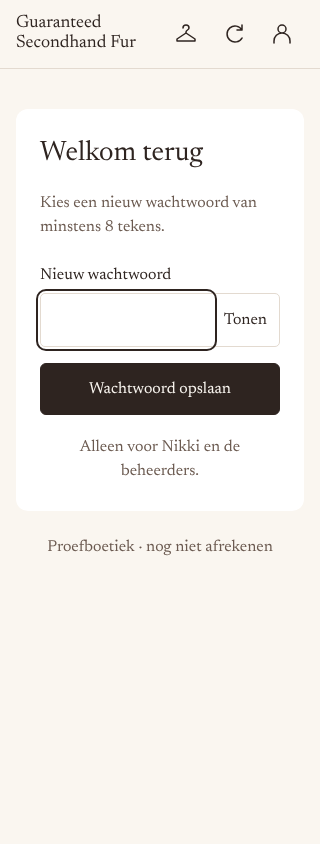 Guaranteed
Secondhand Fur
Welkom terug
Kies een nieuw wachtwoord van
minstens 8 tekens.
Nieuw wachtwoord
Tonen
Wachtwoord opslaan
Alleen voor Nikki en de
beheerders.
Proefboetiek · nog niet afrekenen